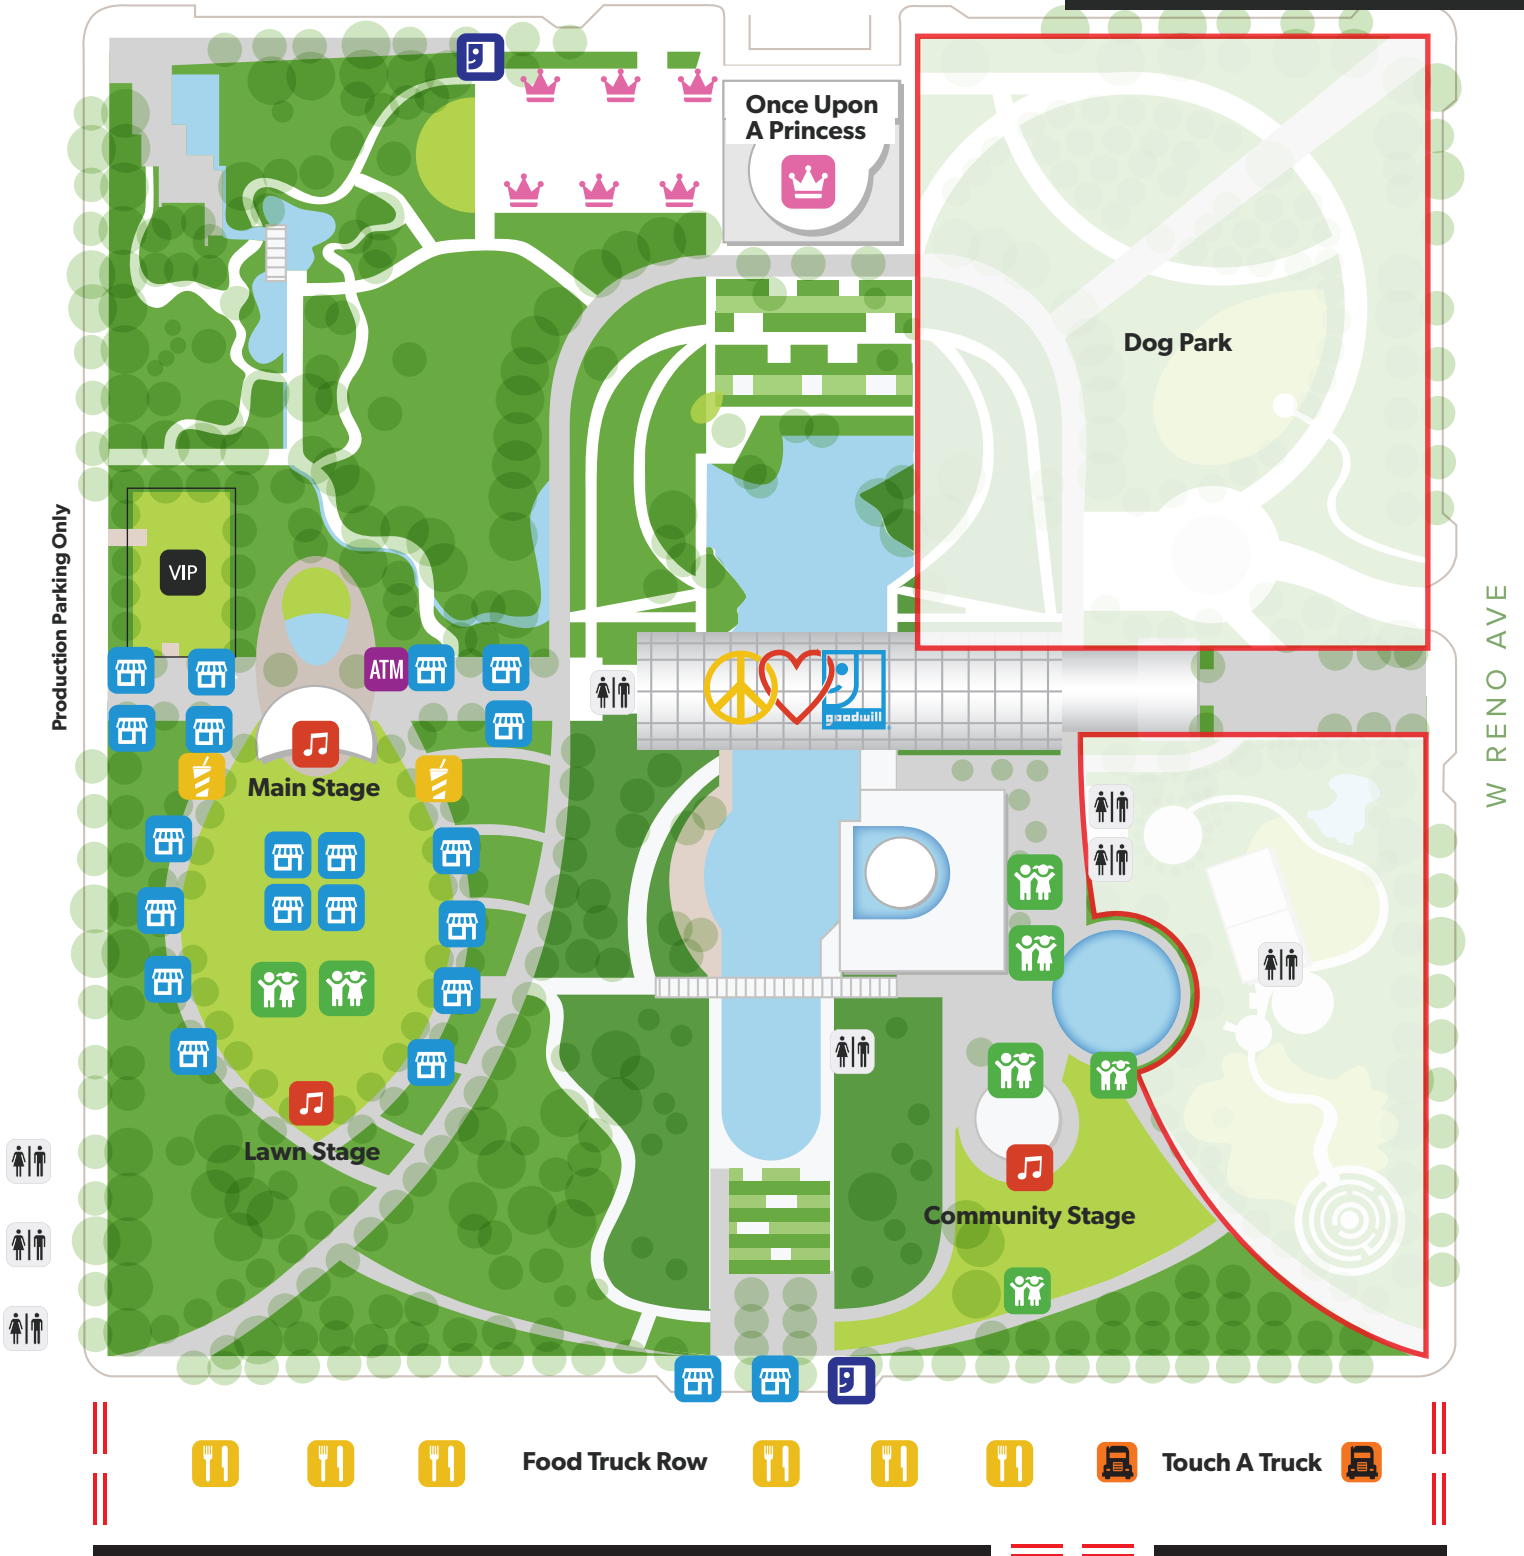 Once Upon
A Princess
Dog Park
Production Parking Only
VIP
W RENO AVE
ATM
goodwill
Main Stage
Lawn Stage
Community Stage
Food Truck Row
Touch A Truck